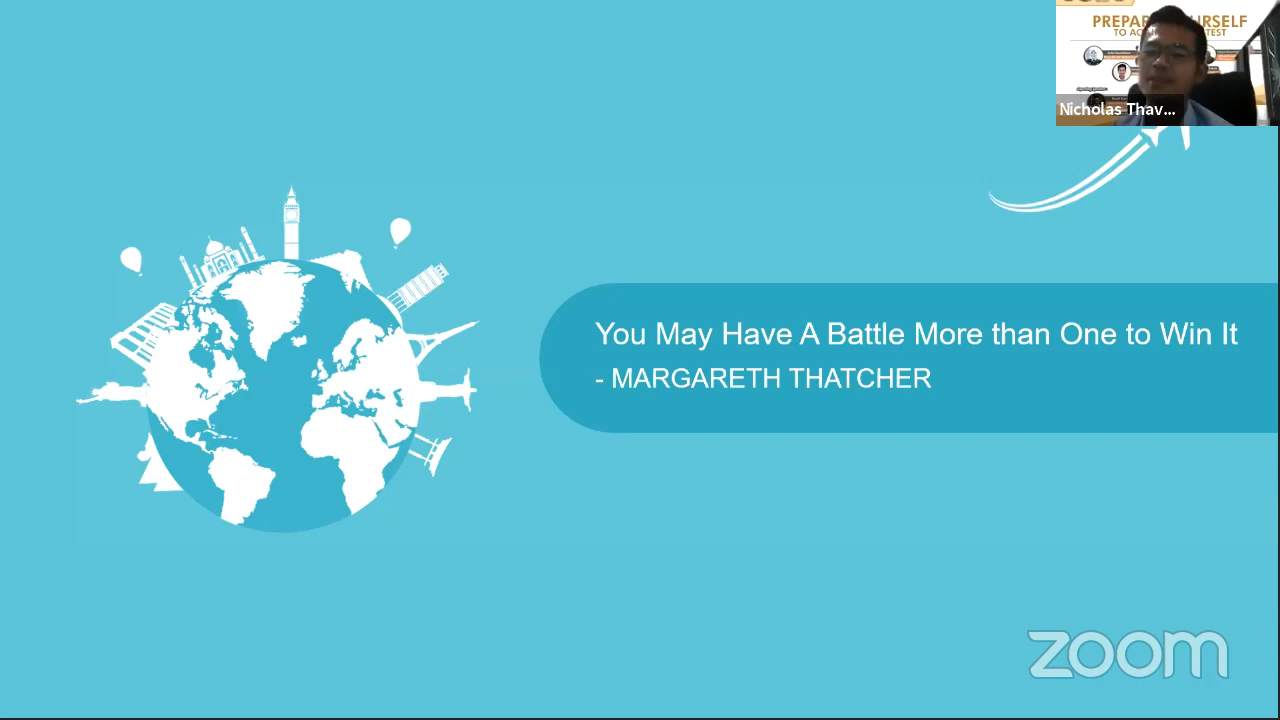 PREPAR URSELF
TO AC TEST
Nicholas Thav...
You May Have A Battle More than One to Win It
- MARGARETH THATCHER
zoom